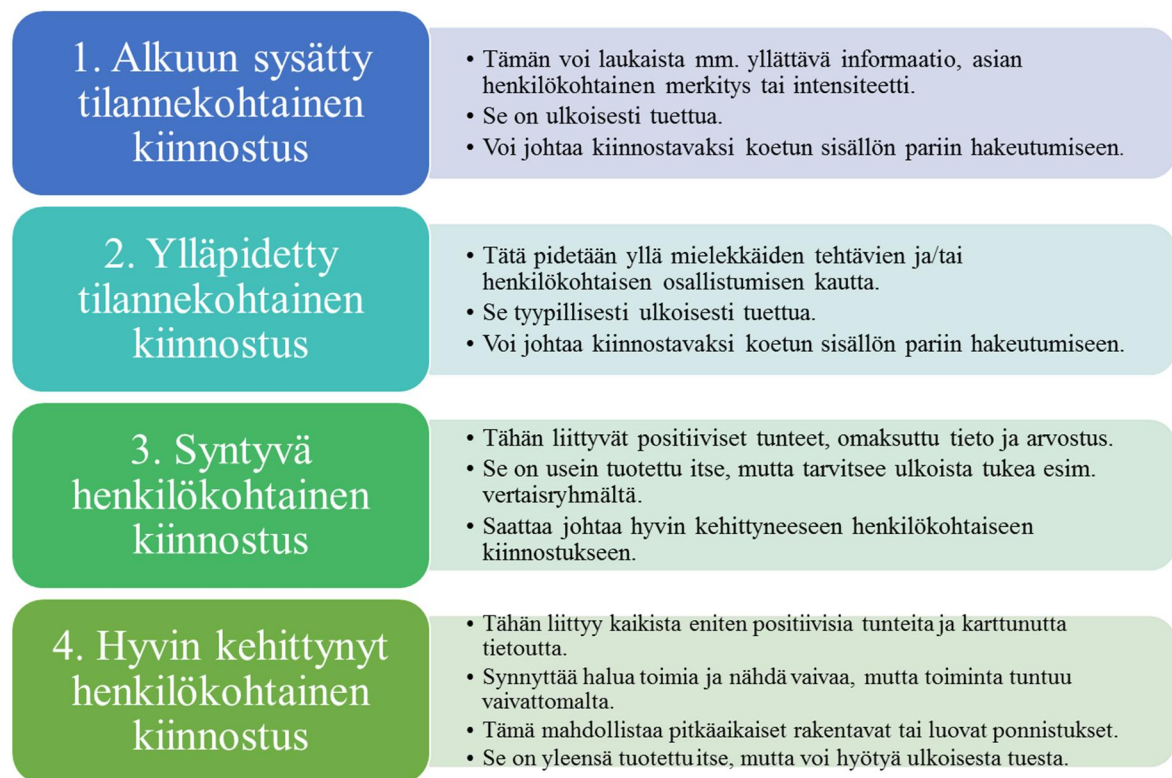 1. Alkuun sysätty
tilannekohtainen
kiinnostus
• Tämän voi laukaista mm. yllättävä informaatio, asian
henkilökohtainen merkitys tai intensiteetti.
• Se on ulkoisesti tuettua.
• Voi johtaa kiinnostavaksi koetun sisällön pariin hakeutumiseen.
2. Ylläpidetty
tilannekohtainen
kiinnostus
• Tätä pidetään yllä mielekkäiden tehtävien ja/tai
henkilökohtaisen osallistumisen kautta.
• Se tyypillisesti ulkoisesti tuettua.
• Voi johtaa kiinnostavaksi koetun sisällön pariin hakeutumiseen.
3. Syntyvä
henkilökohtainen
kiinnostus
• Tähän liittyvät positiiviset tunteet, omaksuttu tieto ja arvostus.
• Se on usein tuotettu itse, mutta tarvitsee ulkoista tukea esim.
vertaisryhmältä.
• Saattaa johtaa hyvin kehittyneeseen henkilökohtaiseen
kiinnostukseen.
4. Hyvin kehittynyt
henkilökohtainen
kiinnostus
• Tähän liittyy kaikista eniten positiivisia tunteita ja karttunutta
tietoutta.
• Synnyttää halua toimia ja nähdä vaivaa, mutta toiminta tuntuu
vaivattomalta.
• Tämä mahdollistaa pitkäaikaiset rakentavat tai luovat ponnistukset.
• Se on yleensä tuotettu itse, mutta voi hyötyä ulkoisesta tuesta.